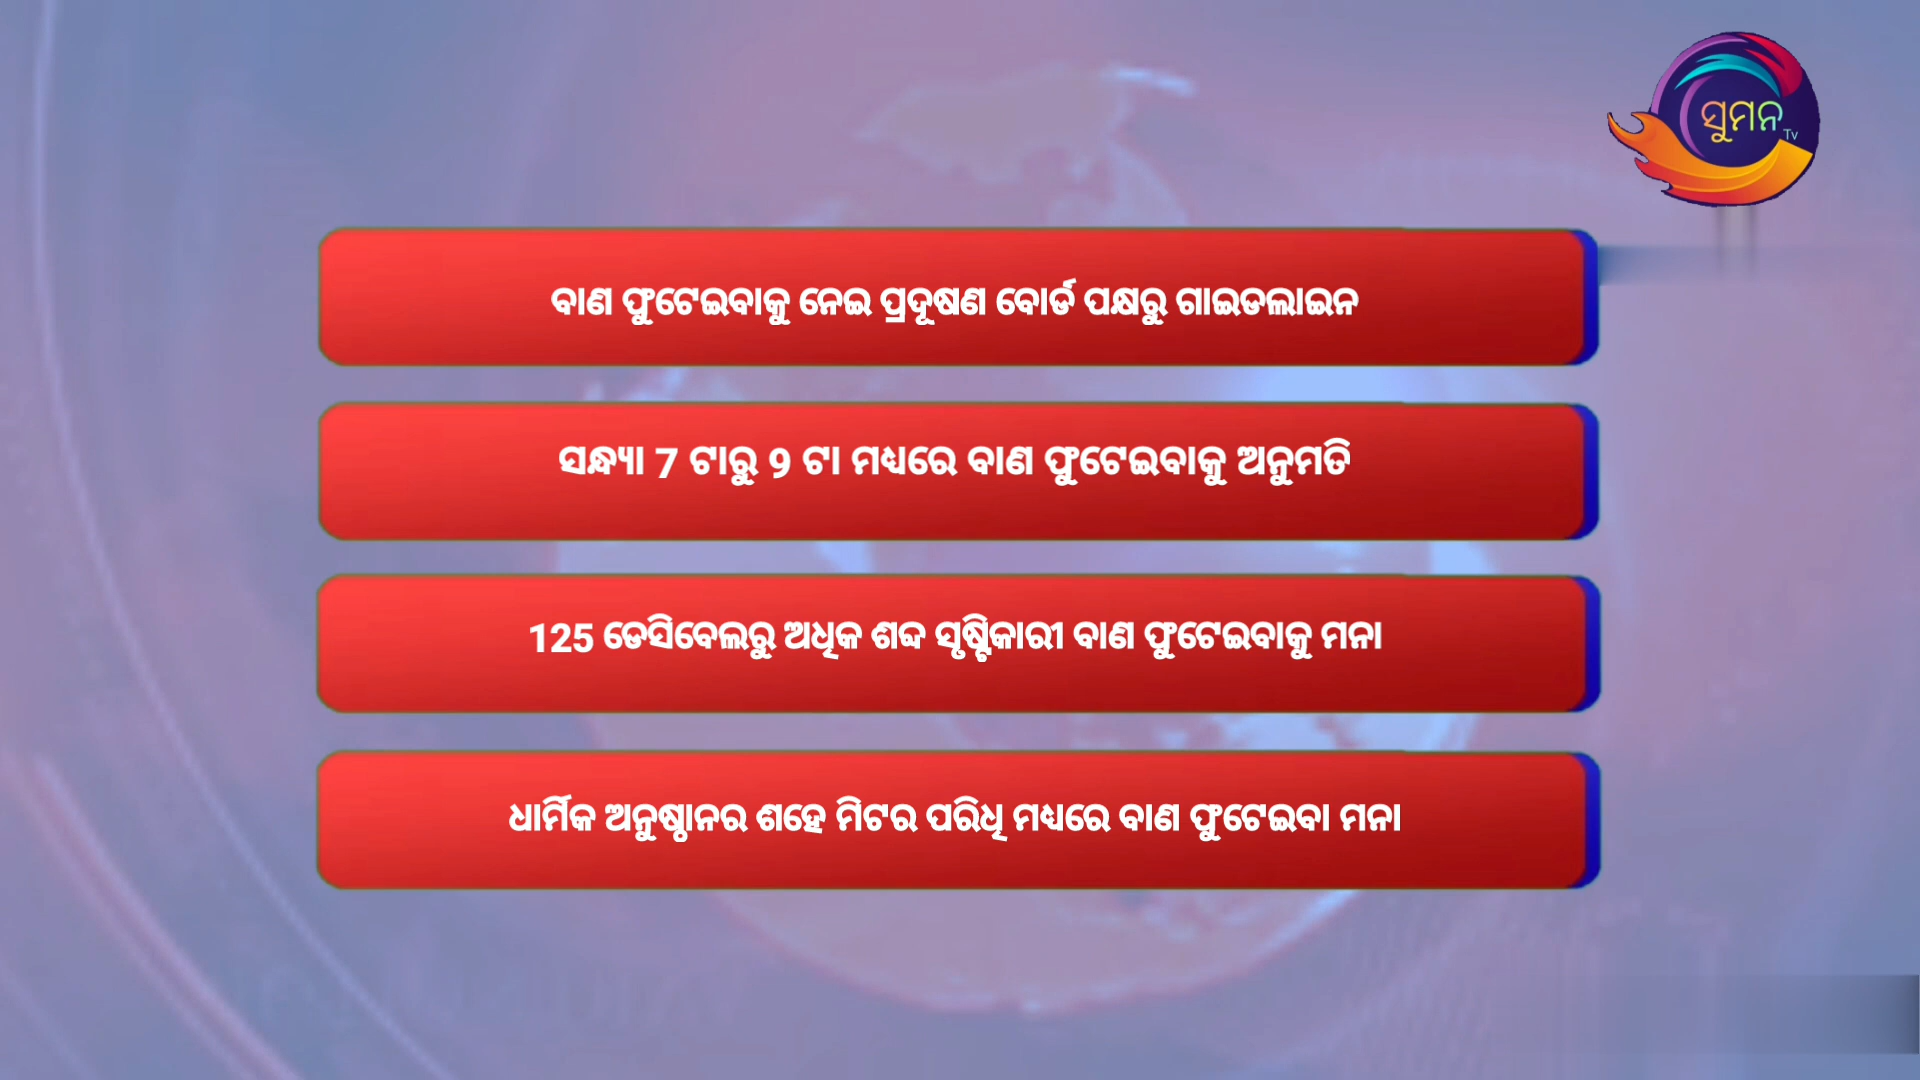 ସୁମନ
Tv
ବାଣ ଫୁଟେଇବାକୁ ନେଇ ପ୍ରଦୂଷଣ ବୋର୍ଡ ପକ୍ଷରୁ ଗାଇଡଲାଇନ
ସନ୍ଧ୍ୟା 7 ଟାରୁ 9 ଟା ମଧ୍ୟରେ ବାଣ ଫୁଟେଇବାକୁ ଅନୁମତି
125 ଡେସିବେଲରୁ ଅଧିକ ଶବ୍ଦ ସୃଷ୍ଟିକାରୀ ବାଣ ଫୁଟେଇବାକୁ ମନା
ଧାର୍ମିକ ଅନୁଷ୍ଠାନର ଶହେ ମିଟର ପରିଧି ମଧ୍ୟରେ ବାଣ ଫୁଟେଇବା ମନା